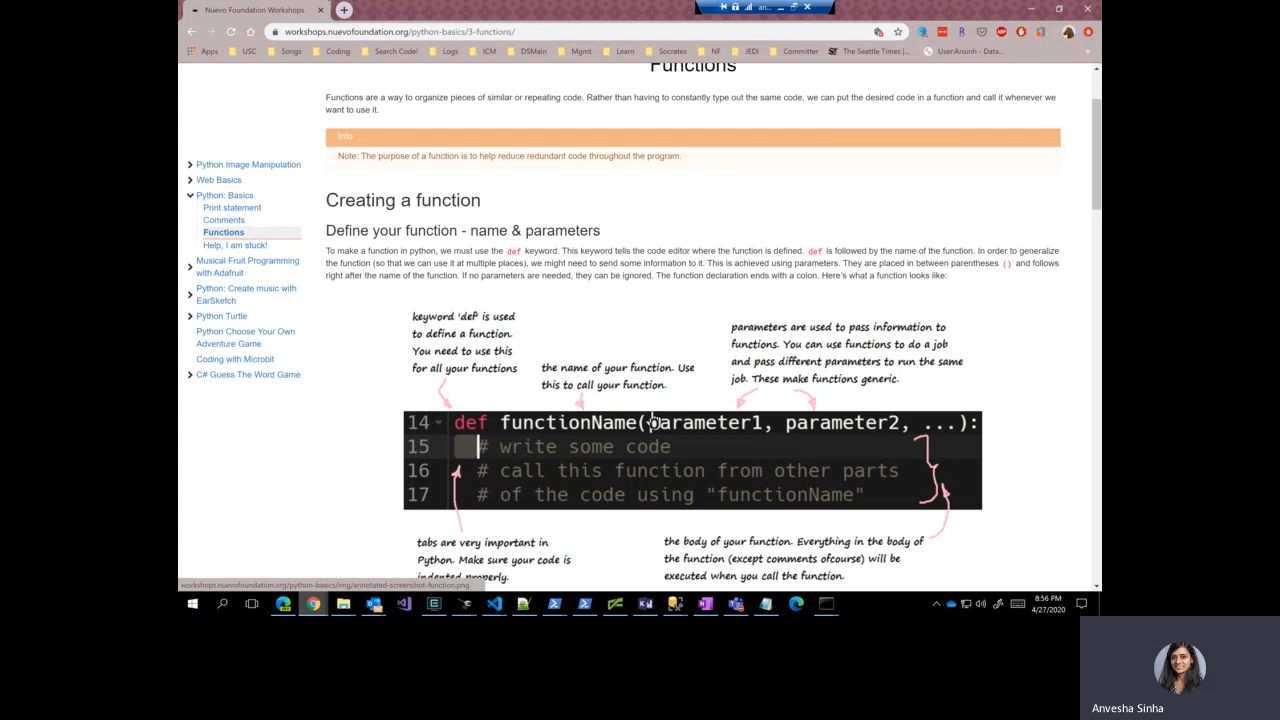 Nuevo Foundation Workshops
an...
workshops.nuevofoundation.org/python-basics/3-functions/
Apps USC Songs Coding Search Code! Logs ICM DSMain Mgmt Learn Socrates NF JEDI Committer The Seattle Times |... User:Ansinh - Data...
Functions
Functions are a way to organize pieces of similar or repeating code. Rather than having to constantly type out the same code, we can put the desired code in a function and call it whenever we
want to use it.
Info
Note: The purpose of a function is to help reduce redundant code throughout the program.
Python Image Manipulation
Web Basics
Python: Basics
Print statement
Comments
Functions
Help, I am stuck!
Musical Fruit Programming
with Adafruit
Python: Create music with
EarSketch
Python Turtle
Python Choose Your Own
Adventure Game
Coding with Microbit
C# Guess The Word Game
Creating a function
Define your function - name & parameters
To make a function in python, we must use the def keyword. This keyword tells the code editor where the function is defined. def is followed by the name of the function. In order to generalize
the function (so that we can use it at multiple places), we might need to send some information to it. This is achieved using parameters. They are placed in between parentheses () and follows
right after the name of the function. If no parameters are needed, they can be ignored. The function declaration ends with a colon. Here's what a function looks like:
keyword 'def' is used
to define a function.
You need to use this
for all your functions
the name of your function. Use
this to call your function.
parameters are used to pass information to
functions. You can use functions to do a job
and pass different parameters to run the same
job. These make functions generic.
14 def functionName(parameter1, parameter2, ...):
15 # write some code
16 # call this function from other parts
17 # of the code using "functionName"
tabs are very important in
Python. Make sure your code is
indented properly.
the body of your function. Everything in the body of
the function (except comments ofcourse) will be
executed when you call the function.
workshops.nuevofoundation.org/python-basics/img/annotated-screenshot-function.png
8:56 PM
4/27/2020
Anvesha Sinha